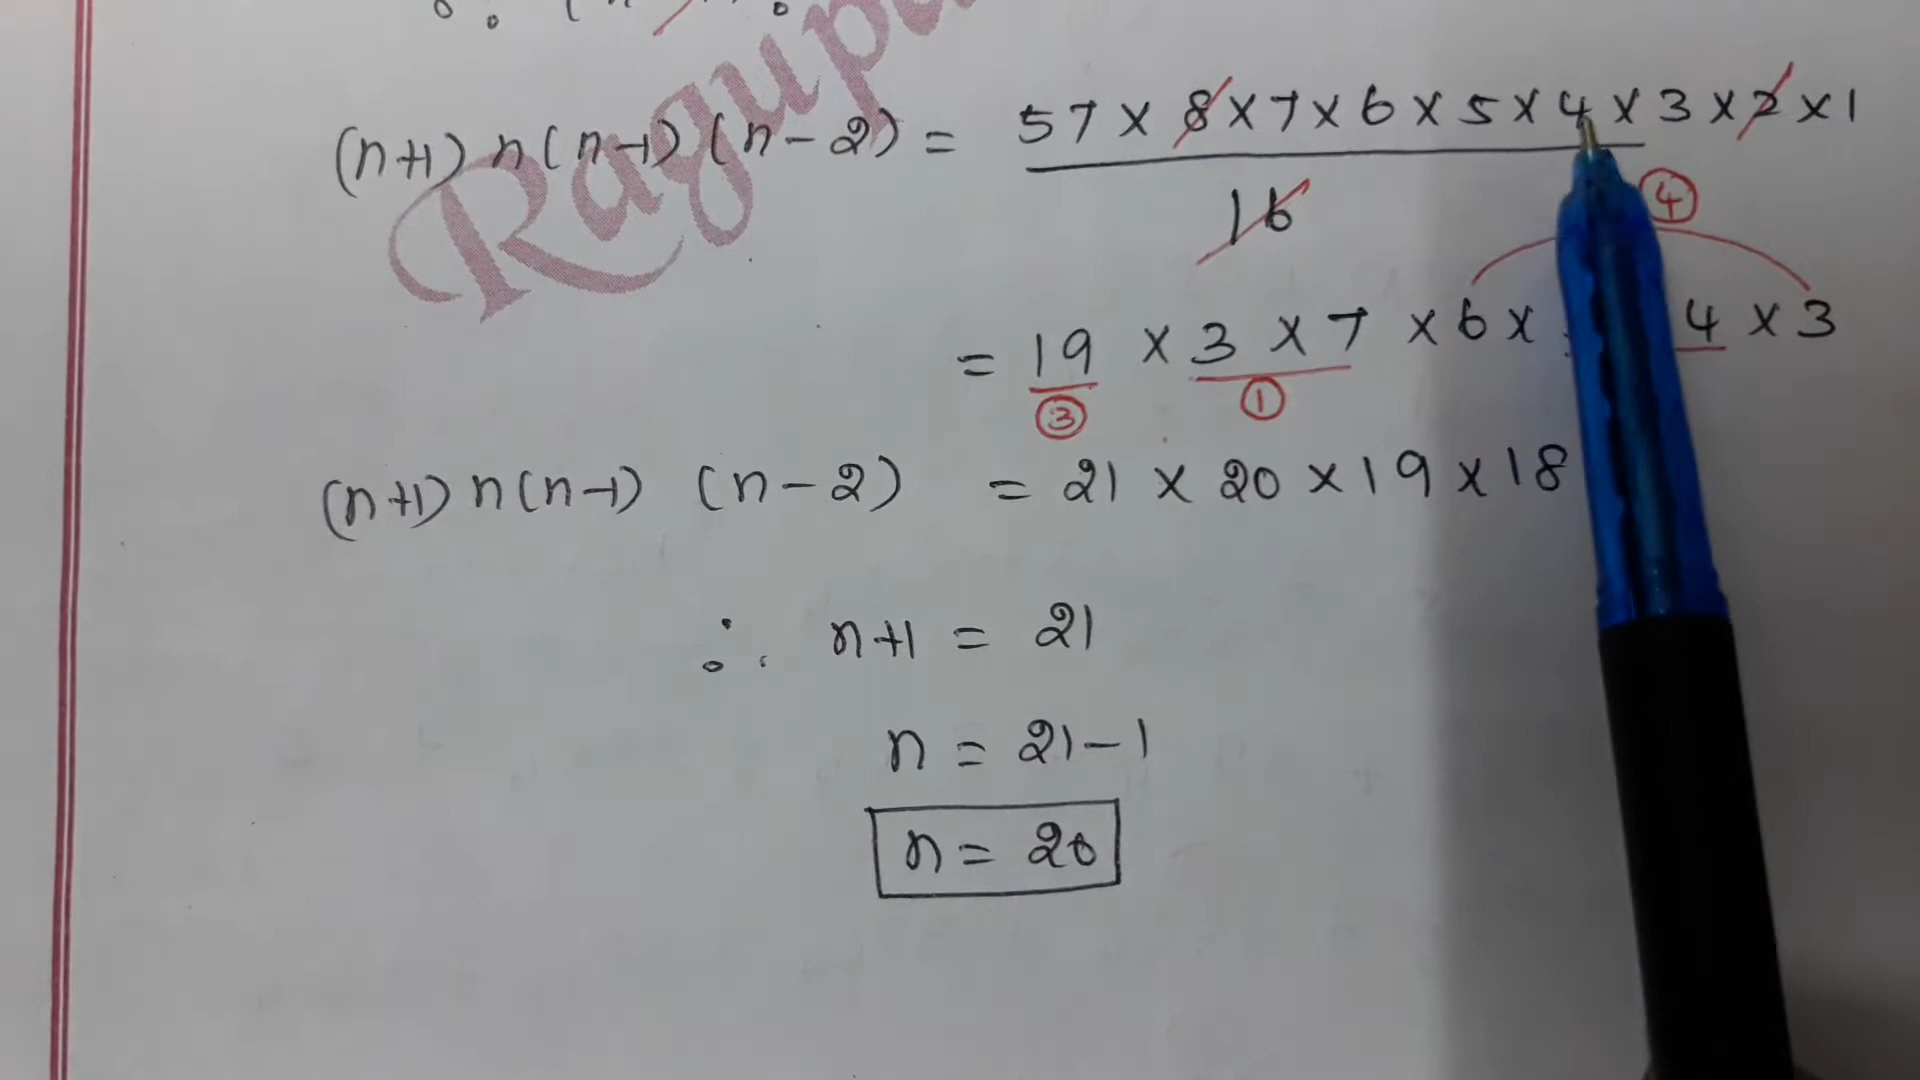 (n+1) n(n-1) (n-2) = 57 × 8 × 7 × 6 × 5 × 4 × 3 × 2 × 1
16
4
= 19 × 3 × 7 × 6 × 4 × 3
3 1
(n+1) n(n-1) (n-2) = 21 × 20 × 19 × 18
∴ n+1 = 21
n = 21-1
n = 20